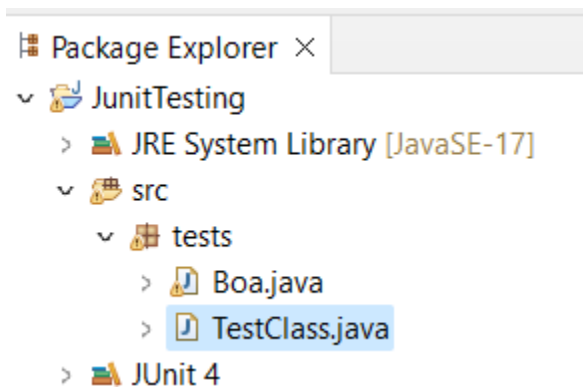 Package Explorer ×
JunitTesting
JRE System Library [JavaSE-17]
src
tests
Boa.java
TestClass.java
JUnit 4